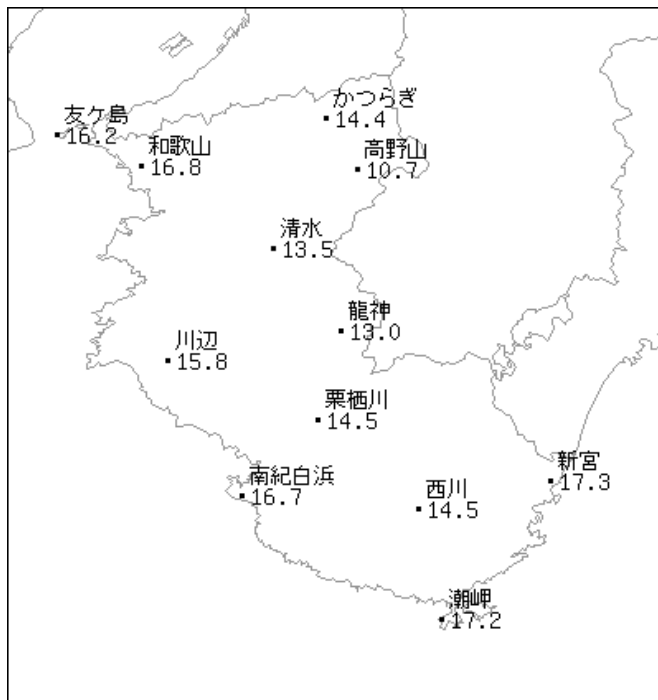 かつらぎ
14.4
友ケ島
16.2
和歌山
16.8
高野山
10.7
清水
13.5
龍神
13.0
川辺
15.8
栗栖川
14.5
新宮
17.3
南紀白浜
16.7
西川
14.5
潮岬
17.2